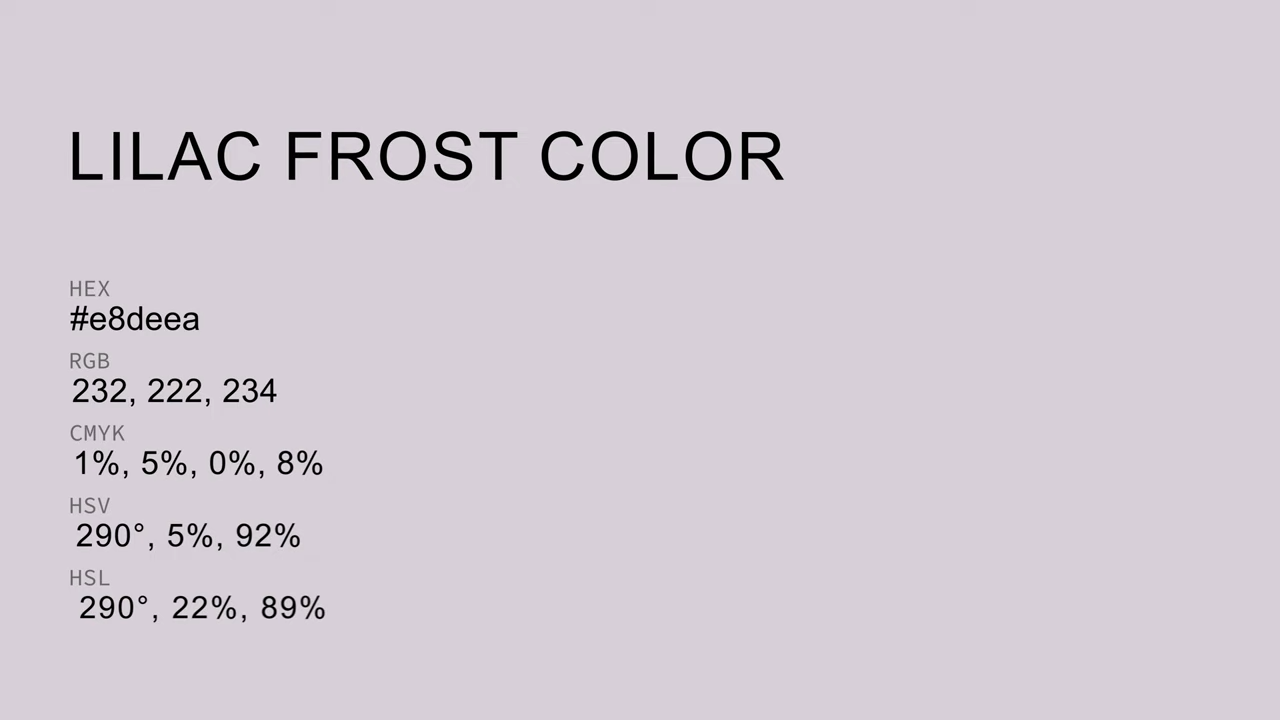 LILAC FROST COLOR
HEX
#e8deea
RGB
232, 222, 234
CMYK
1%, 5%, 0%, 8%
HSV
290°, 5%, 92%
HSL
290°, 22%, 89%